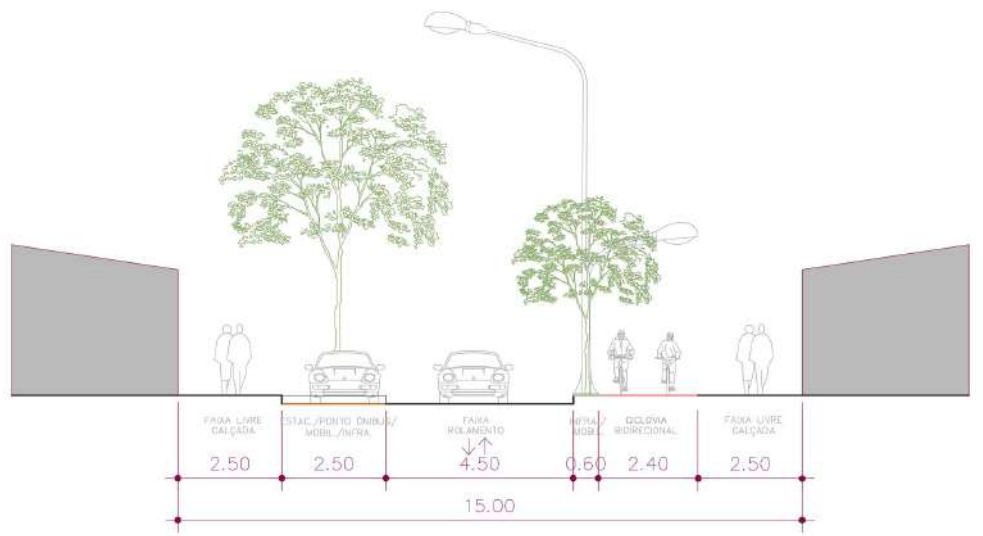 FAIXA LIVRE
CALÇADA
ESTAC./PONTO ÔNIBUS/
MOBIL./INFRA.
FAIXA
ROLAMENTO
INFRA./
MOBIL.
CICLOVIA
BIDIRECIONAL
FAIXA LIVRE
CALÇADA
2.50
2.50
4.50
0.60
2.40
2.50
15.00